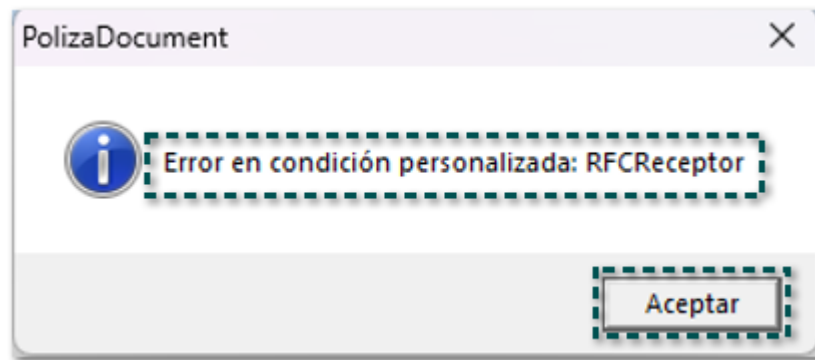 PolizaDocument
Error en condición personalizada: RFCReceptor
Aceptar